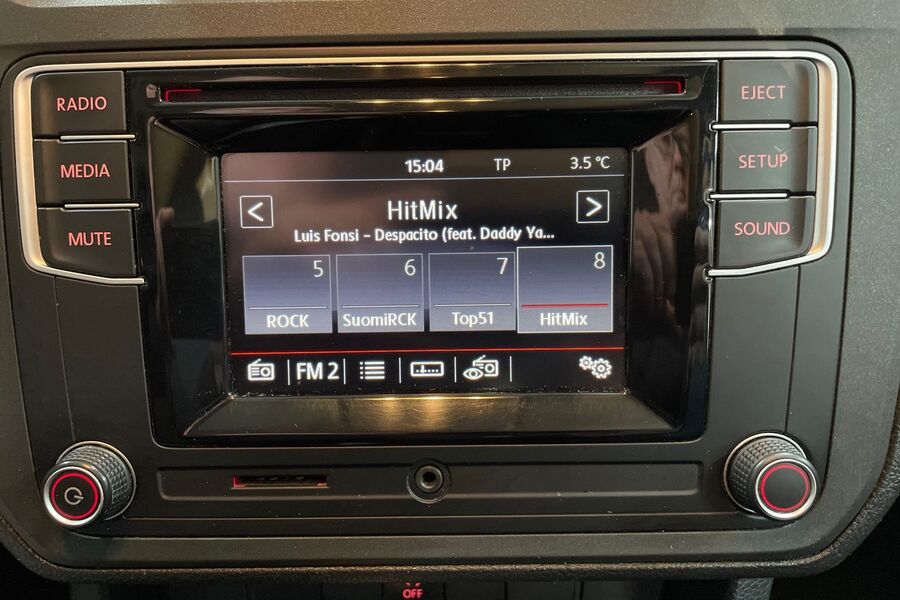 RADIO
MEDIA
MUTE
EJECT
SETUP
SOUND
15:04 TP 3.5 °C
< HitMix >
Luis Fonsi – Despacito (feat. Daddy Ya...
5 6 7 8
ROCK SuomiRCK Top51 HitMix
FM 2
OFF